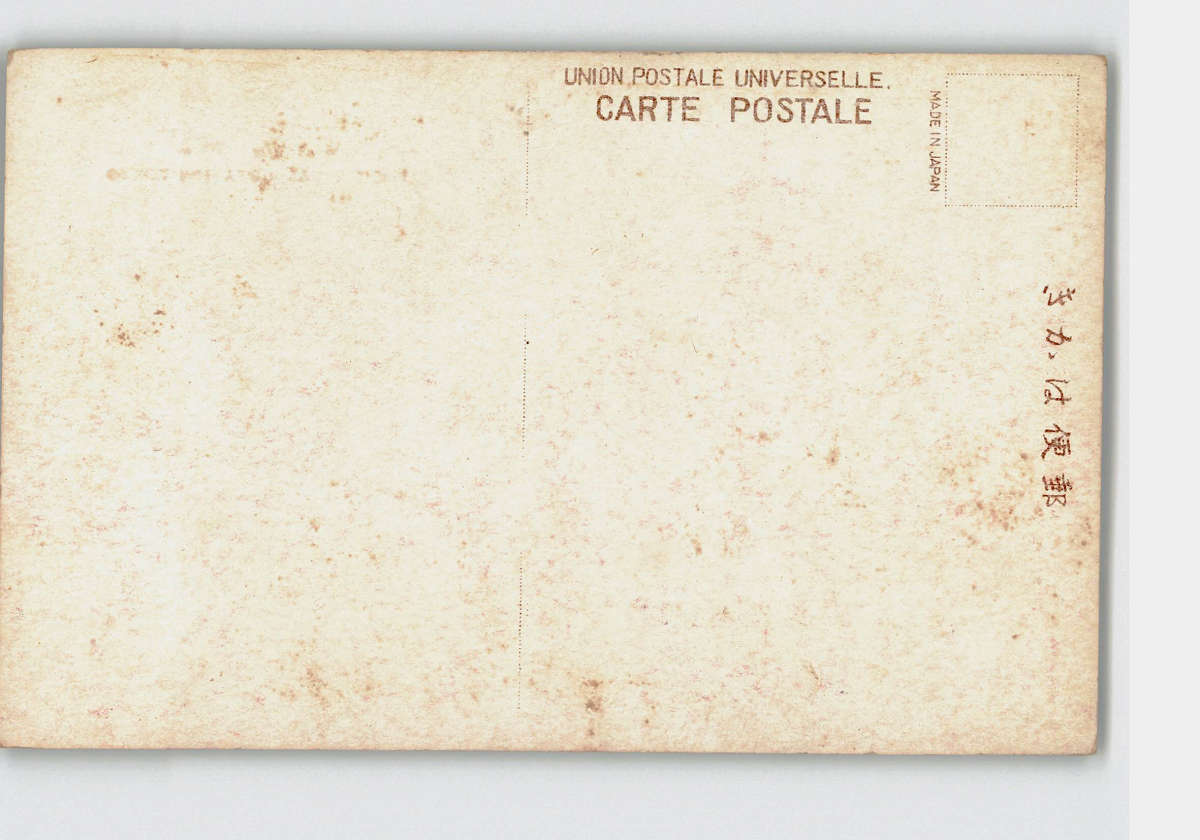 UNION POSTALE UNIVERSELLE.
CARTE POSTALE
MADE IN JAPAN
郵便はかき